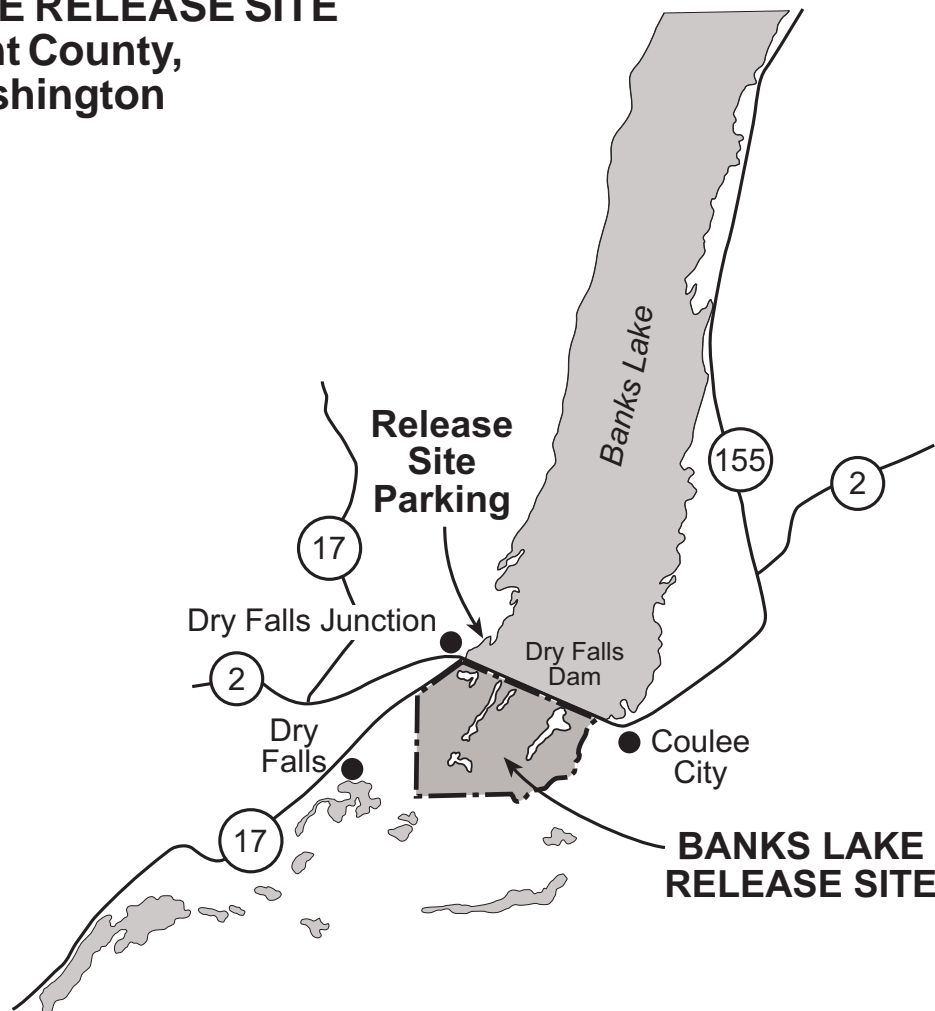 E RELEASE SITE
nt County,
shington
Banks Lake
Release
Site
Parking
155
2
17
Dry Falls Junction
Dry Falls
Dam
2
Dry
Falls
Coulee
City
17
BANKS LAKE
RELEASE SITE